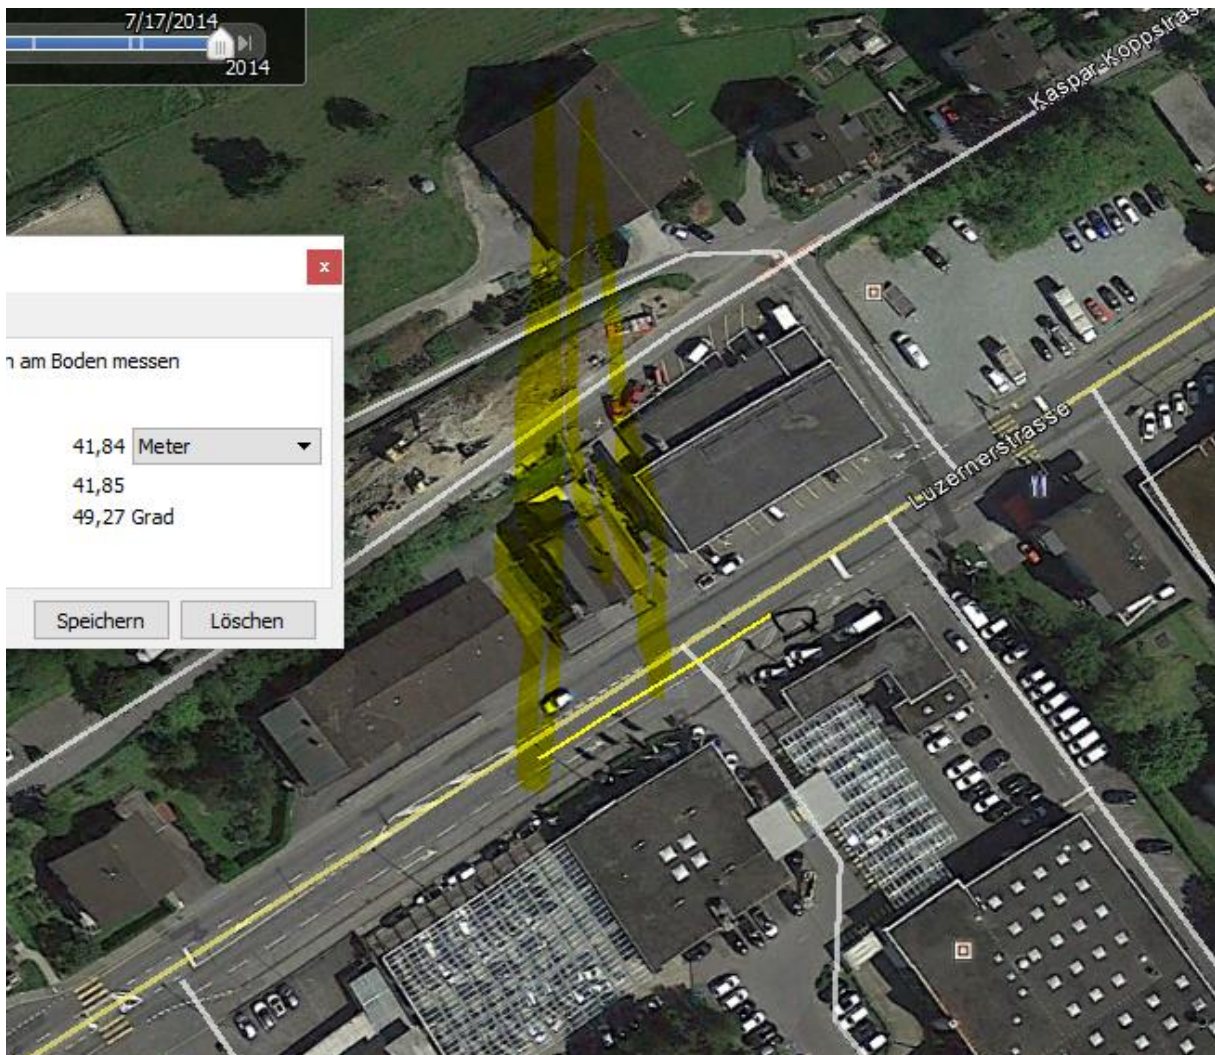 7/17/2014
2014
Kaspar-Koppstras
x
n am Boden messen
41,84 Meter
41,85
49,27 Grad
Speichern Löschen
Luzernerstrasse